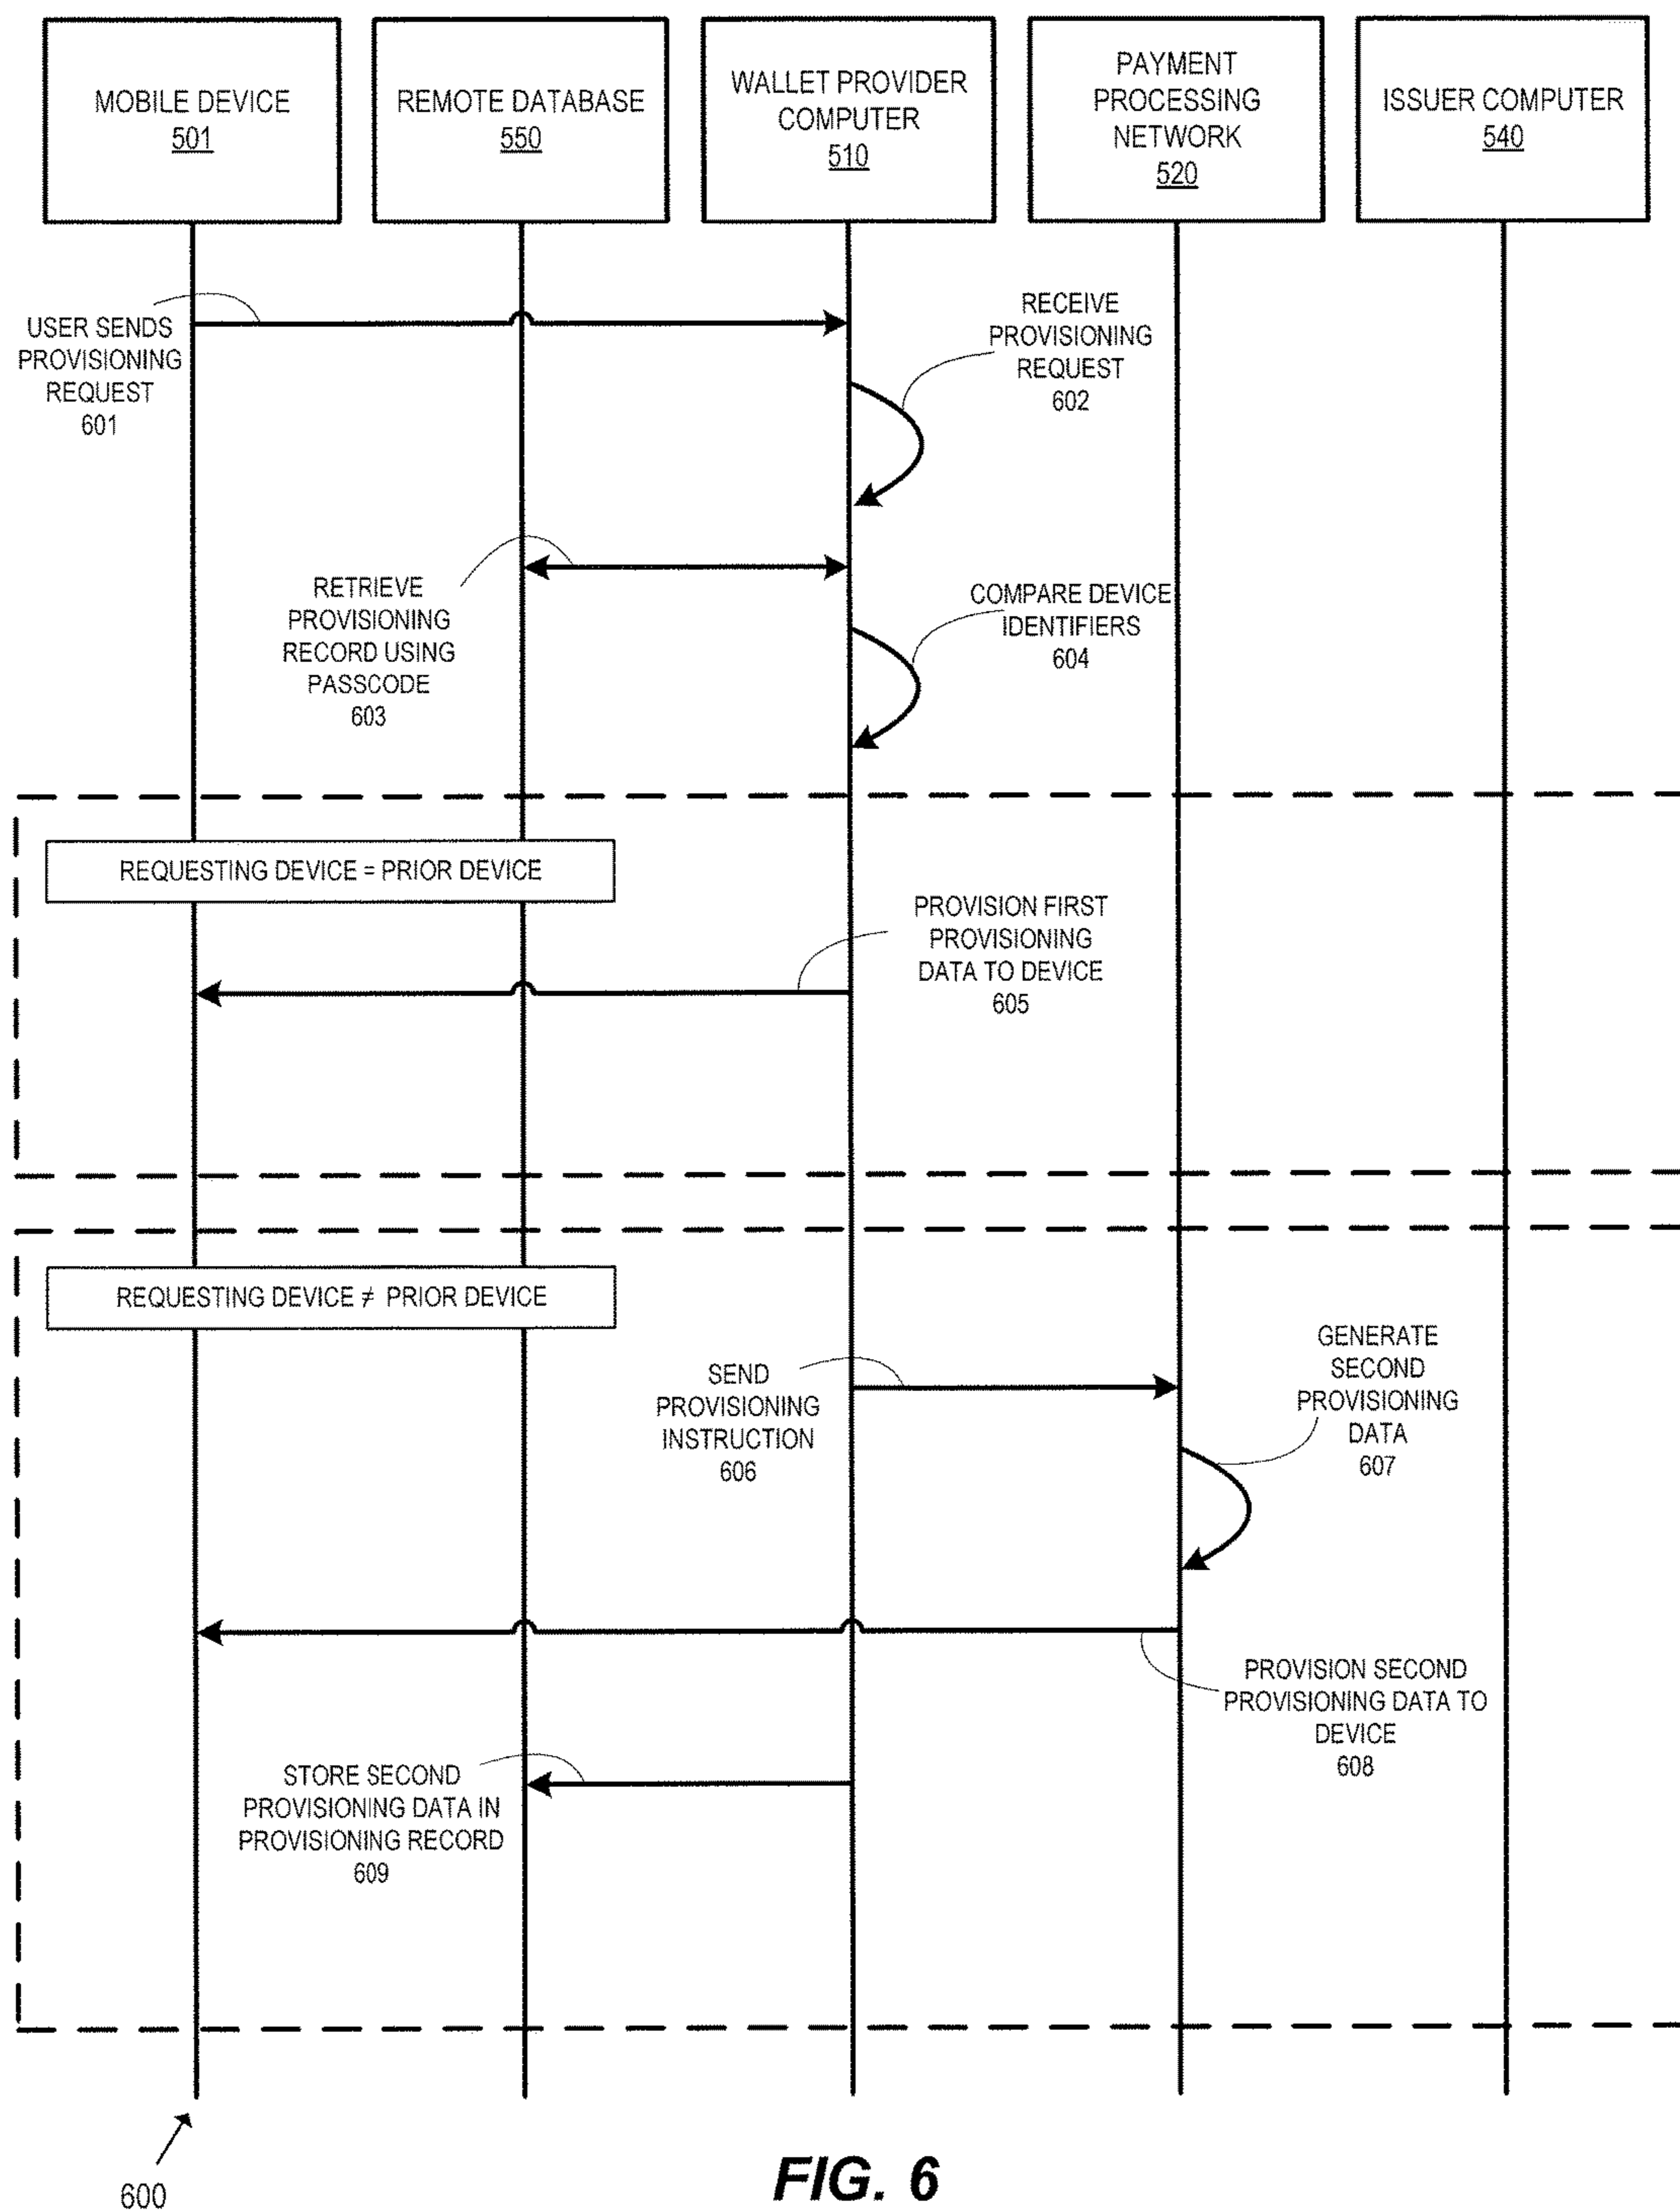 MOBILE DEVICE
501
REMOTE DATABASE
550
WALLET PROVIDER
COMPUTER
510
PAYMENT
PROCESSING
NETWORK
520
ISSUER COMPUTER
540
USER SENDS
PROVISIONING
REQUEST
601
RECEIVE
PROVISIONING
REQUEST
602
RETRIEVE
PROVISIONING
RECORD USING
PASSCODE
603
COMPARE DEVICE
IDENTIFIERS
604
REQUESTING DEVICE = PRIOR DEVICE
PROVISION FIRST
PROVISIONING
DATA TO DEVICE
605
REQUESTING DEVICE ≠ PRIOR DEVICE
SEND
PROVISIONING
INSTRUCTION
606
GENERATE
SECOND
PROVISIONING
DATA
607
PROVISION SECOND
PROVISIONING DATA TO
DEVICE
608
STORE SECOND
PROVISIONING DATA IN
PROVISIONING RECORD
609
600
FIG. 6